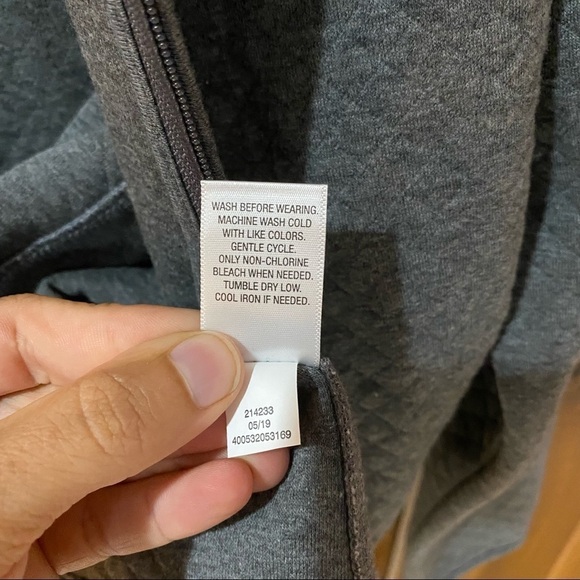 WASH BEFORE WEARING.
MACHINE WASH COLD
WITH LIKE COLORS.
GENTLE CYCLE.
ONLY NON-CHLORINE
BLEACH WHEN NEEDED.
TUMBLE DRY LOW.
COOL IRON IF NEEDED.
214233
05/19
400532053169